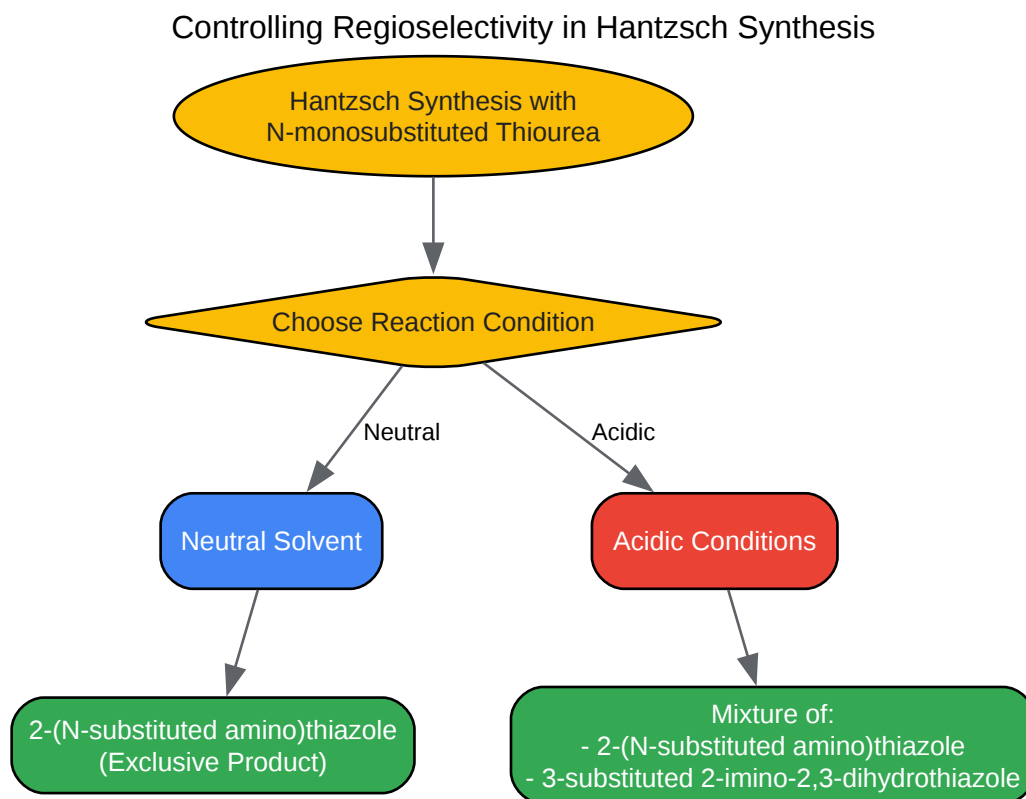 Controlling Regioselectivity in Hantzsch Synthesis
Hantzsch Synthesis with
N-monosubstituted Thiourea
Choose Reaction Condition
Neutral
Acidic
Neutral Solvent
Acidic Conditions
2-(N-substituted amino)thiazole
(Exclusive Product)
Mixture of:
- 2-(N-substituted amino)thiazole
- 3-substituted 2-imino-2,3-dihydrothiazole